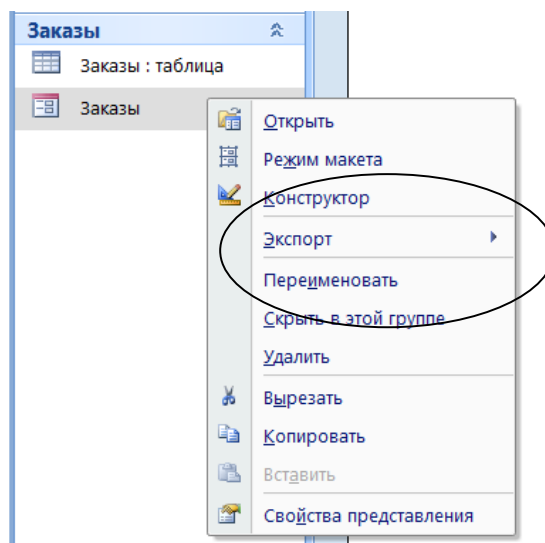 Заказы
Заказы : таблица
Заказы
Открыть
Режим макета
Конструктор
Экспорт
Переименовать
Скрыть в этой группе
Удалить
Вырезать
Копировать
Вставить
Свойства представления